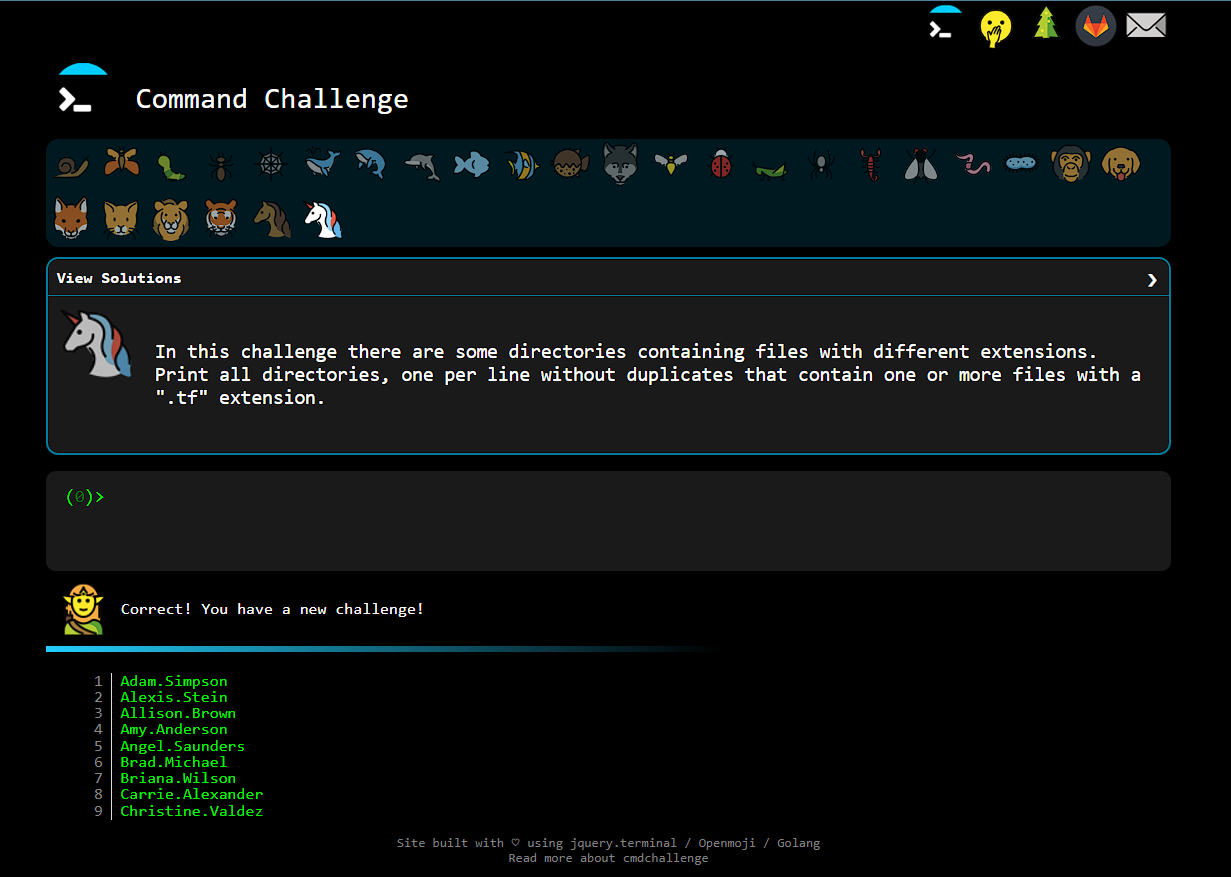 Command Challenge
View Solutions
In this challenge there are some directories containing files with different extensions.
Print all directories, one per line without duplicates that contain one or more files with a
".tf" extension.
(0)>
Correct! You have a new challenge!
1 Adam.Simpson
2 Alexis.Stein
3 Allison.Brown
4 Amy.Anderson
5 Angel.Saunders
6 Brad.Michael
7 Briana.Wilson
8 Carrie.Alexander
9 Christine.Valdez
Site built with ♡ using jquery.terminal / Openmoji / Golang
Read more about cmdchallenge